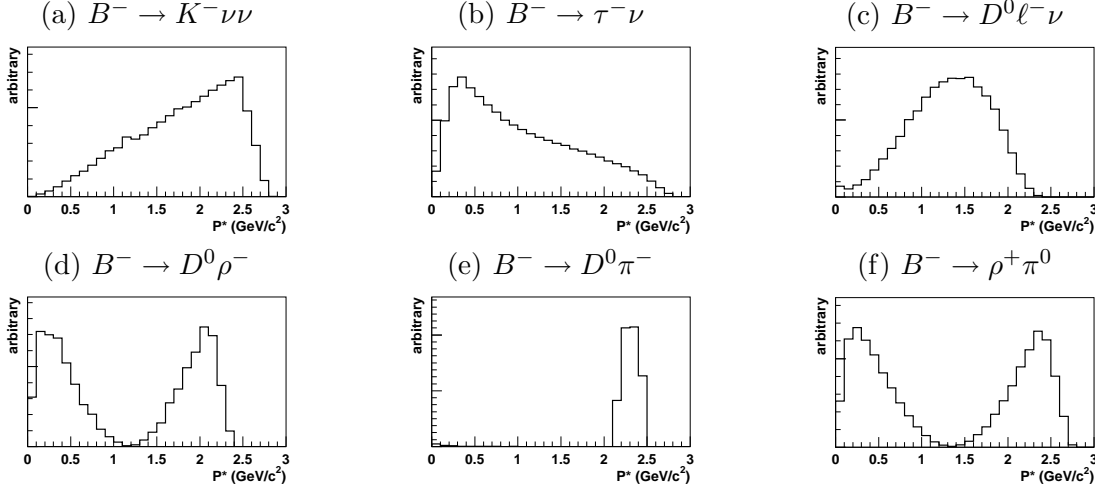 (a) B⁻ → K⁻νν
(b) B⁻ → τ⁻ν
(c) B⁻ → D⁰ℓ⁻ν
arbitrary
0 0.5 1 1.5 2 2.5 3
P* (GeV/c²)
arbitrary
0 0.5 1 1.5 2 2.5 3
P* (GeV/c²)
arbitrary
0 0.5 1 1.5 2 2.5 3
P* (GeV/c²)
(d) B⁻ → D⁰ρ⁻
(e) B⁻ → D⁰π⁻
(f) B⁻ → ρ⁺π⁰
arbitrary
0 0.5 1 1.5 2 2.5 3
P* (GeV/c²)
arbitrary
0 0.5 1 1.5 2 2.5 3
P* (GeV/c²)
arbitrary
0 0.5 1 1.5 2 2.5 3
P* (GeV/c²)